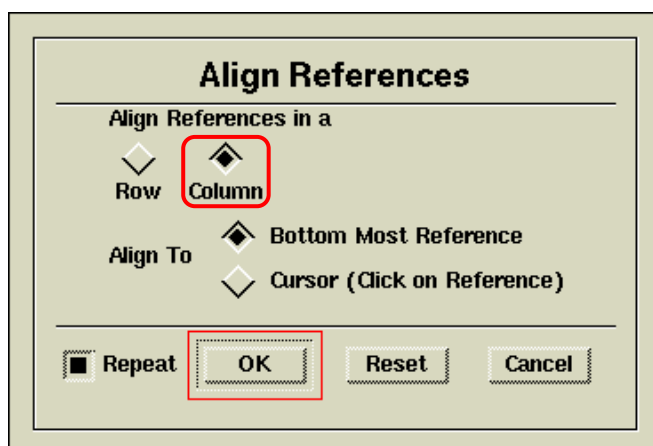 Align References
Align References in a
Row Column
Align To
Bottom Most Reference
Cursor (Click on Reference)
Repeat OK Reset Cancel